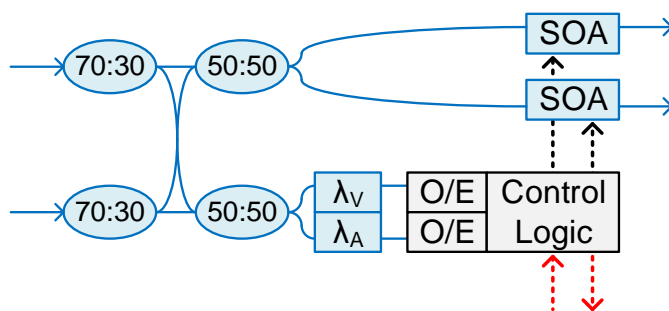 SOA
70:30
50:50
SOA
70:30
50:50
λV
O/E
Control
Logic
λA
O/E